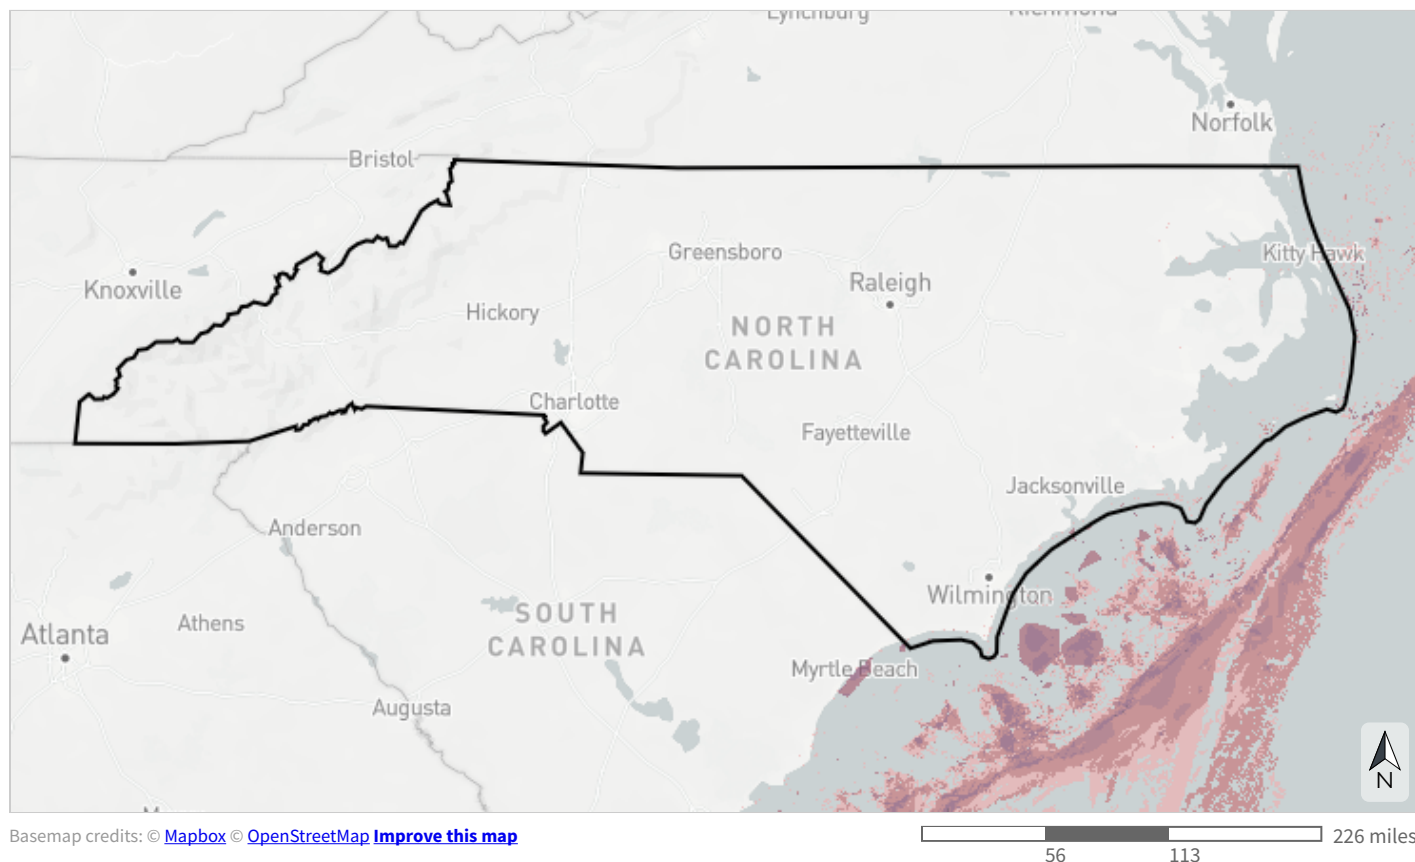 Lynchburg
Richmond
Norfolk
Bristol
Kitty Hawk
Greensboro
Knoxville
Raleigh
Hickory
NORTH
CAROLINA
Charlotte
Fayetteville
Jacksonville
Anderson
Wilmington
SOUTH
CAROLINA
Athens
Atlanta
Myrtle Beach
Augusta
N
Basemap credits: © Mapbox © OpenStreetMap Improve this map
226 miles
56 113